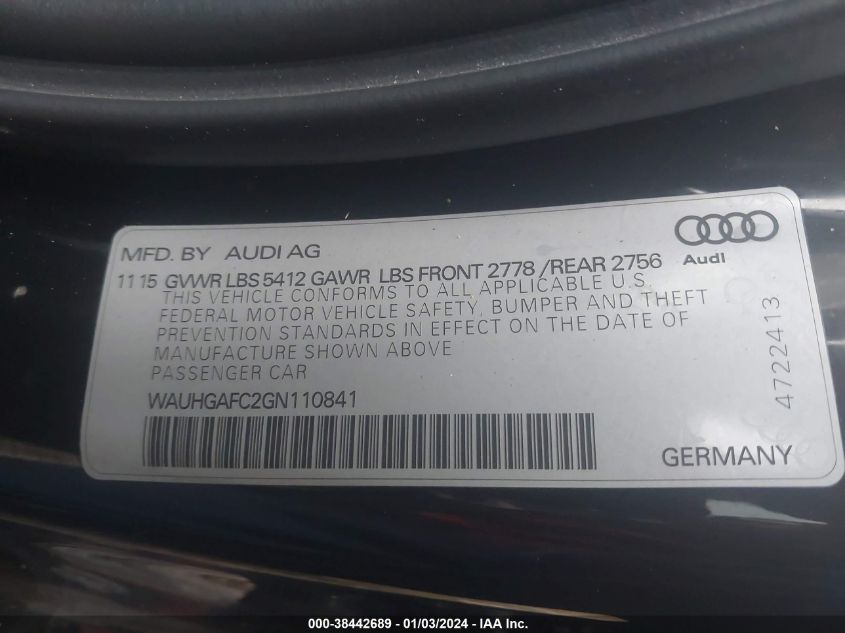 MFD. BY AUDI AG
Audi
11 15 GVWR LBS 5412 GAWR LBS FRONT 2778 /REAR 2756
THIS VEHICLE CONFORMS TO ALL APPLICABLE U.S.
FEDERAL MOTOR VEHICLE SAFETY, BUMPER AND THEFT
PREVENTION STANDARDS IN EFFECT ON THE DATE OF
MANUFACTURE SHOWN ABOVE
PASSENGER CAR
WAUHGAFC2GN110841
GERMANY
4722413
000-38442689 - 01/03/2024 - IAA Inc.